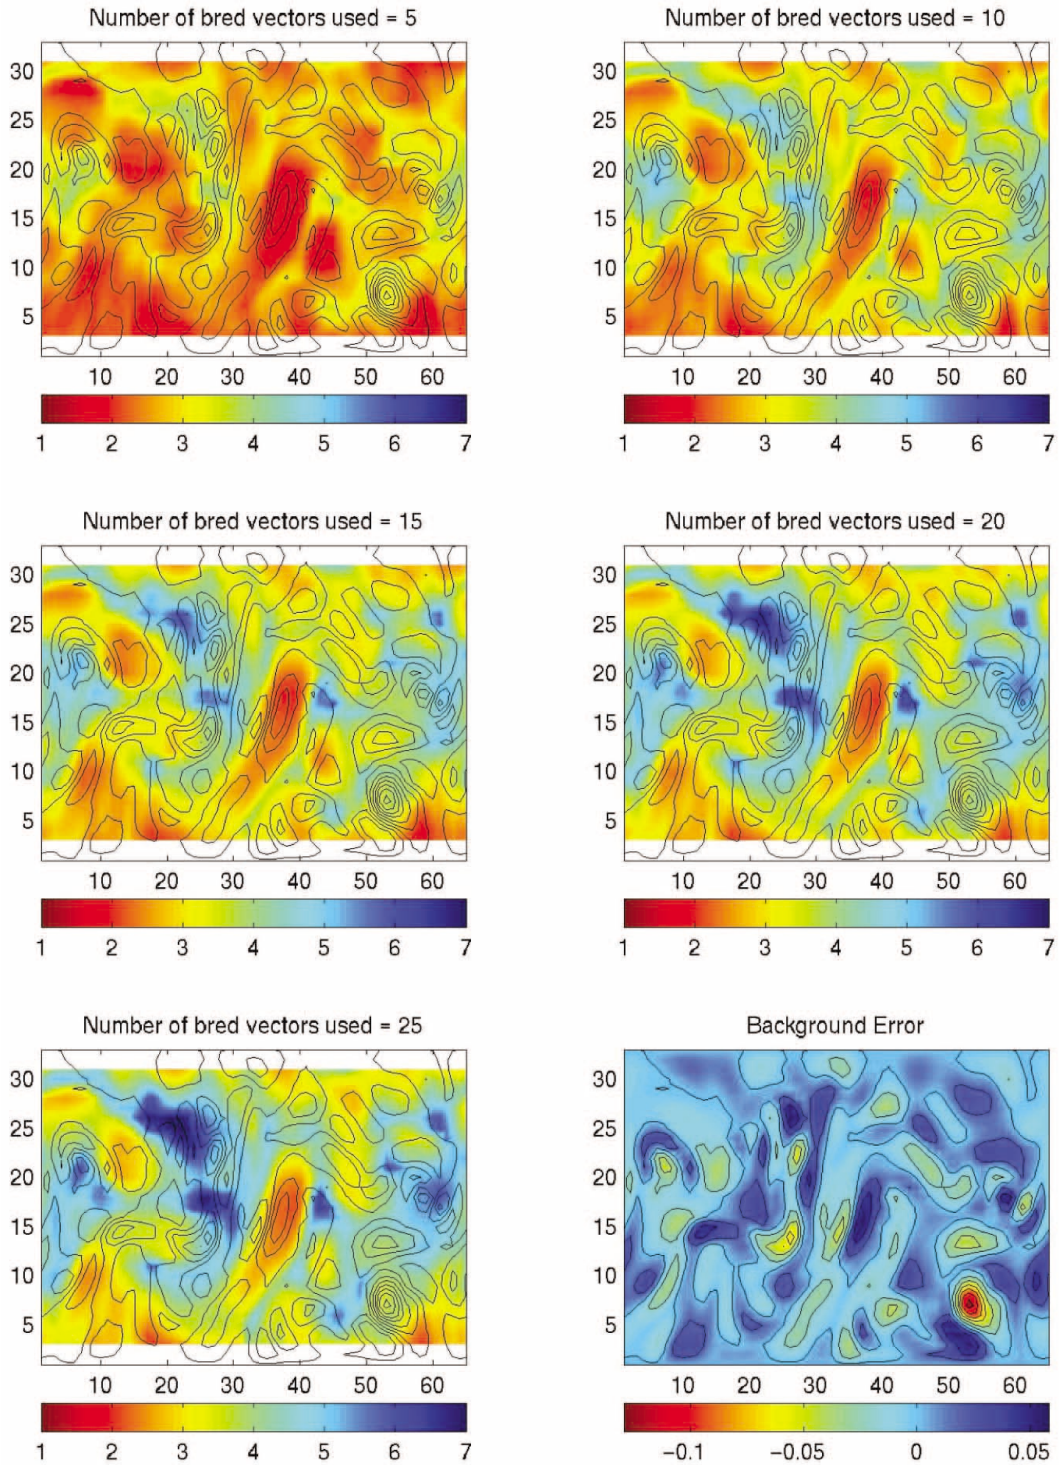 Number of bred vectors used = 5
Number of bred vectors used = 10
30
25
20
15
10
5
10 20 30 40 50 60
1 2 3 4 5 6 7
30
25
20
15
10
5
10 20 30 40 50 60
1 2 3 4 5 6 7
Number of bred vectors used = 15
Number of bred vectors used = 20
30
25
20
15
10
5
10 20 30 40 50 60
1 2 3 4 5 6 7
30
25
20
15
10
5
10 20 30 40 50 60
1 2 3 4 5 6 7
Number of bred vectors used = 25
Background Error
30
25
20
15
10
5
10 20 30 40 50 60
1 2 3 4 5 6 7
30
25
20
15
10
5
10 20 30 40 50 60
−0.1 −0.05 0 0.05